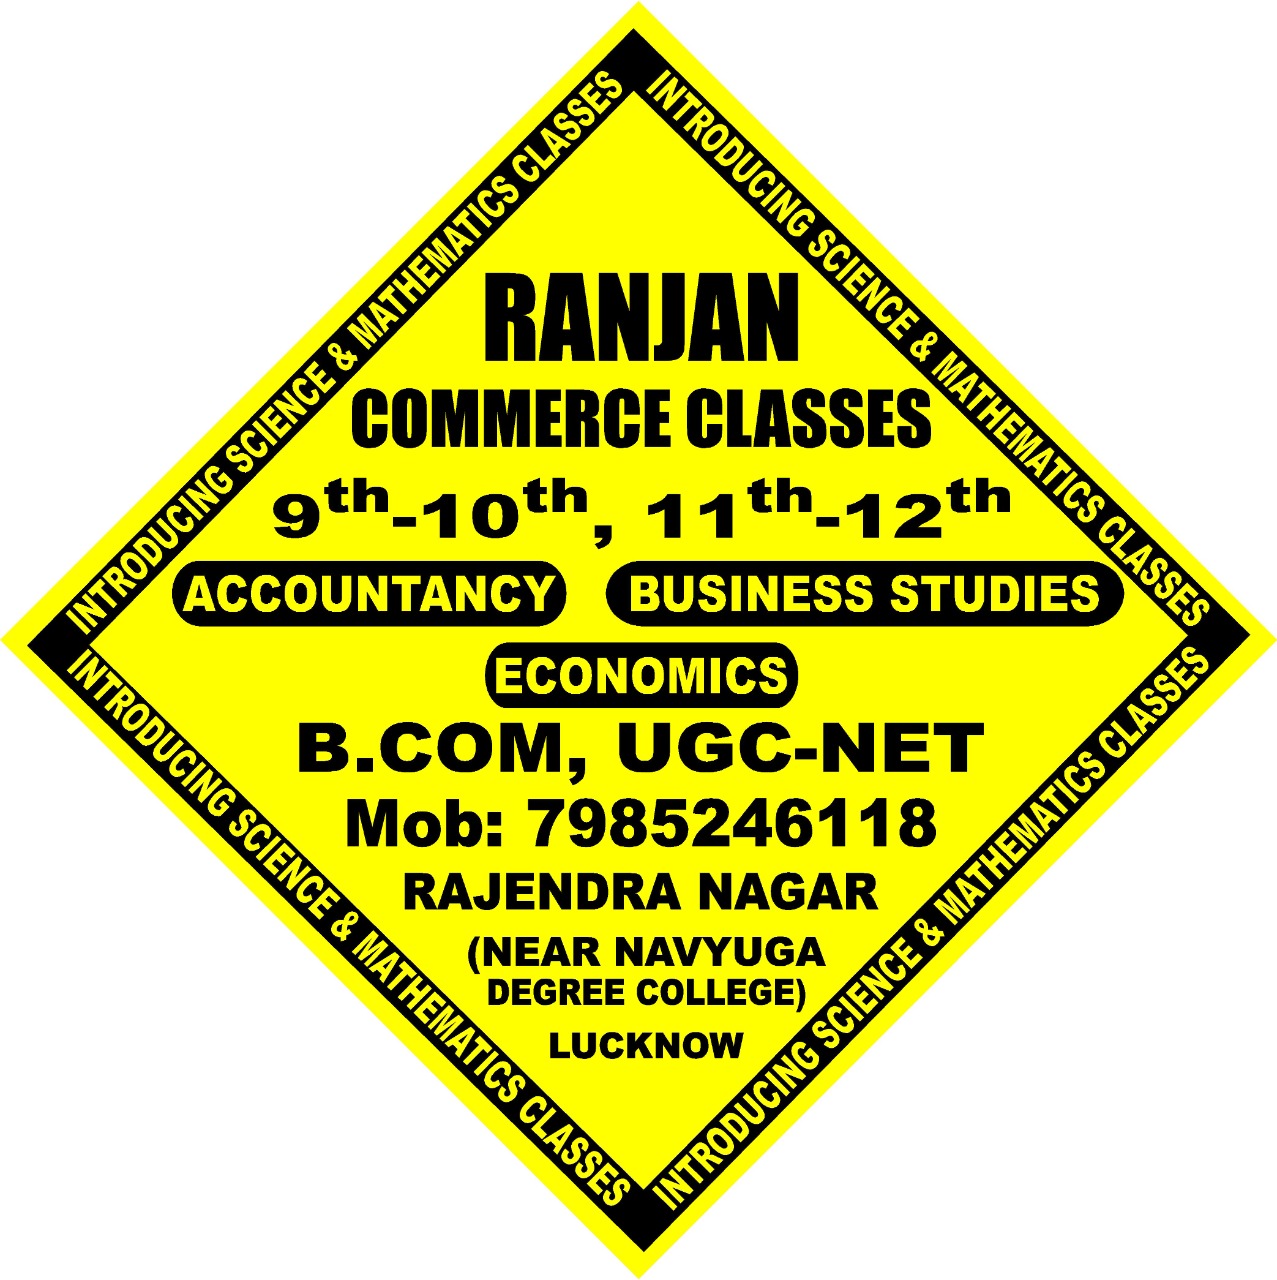 INTRODUCING SCIENCE & MATHEMATICS CLASSES
INTRODUCING SCIENCE & MATHEMATICS CLASSES
RANJAN
COMMERCE CLASSES
9th-10th, 11th-12th
ACCOUNTANCY BUSINESS STUDIES
ECONOMICS
B.COM, UGC-NET
Mob: 7985246118
RAJENDRA NAGAR
(NEAR NAVYUGA
DEGREE COLLEGE)
LUCKNOW
INTRODUCING SCIENCE & MATHEMATICS CLASSES
INTRODUCING SCIENCE & MATHEMATICS CLASSES